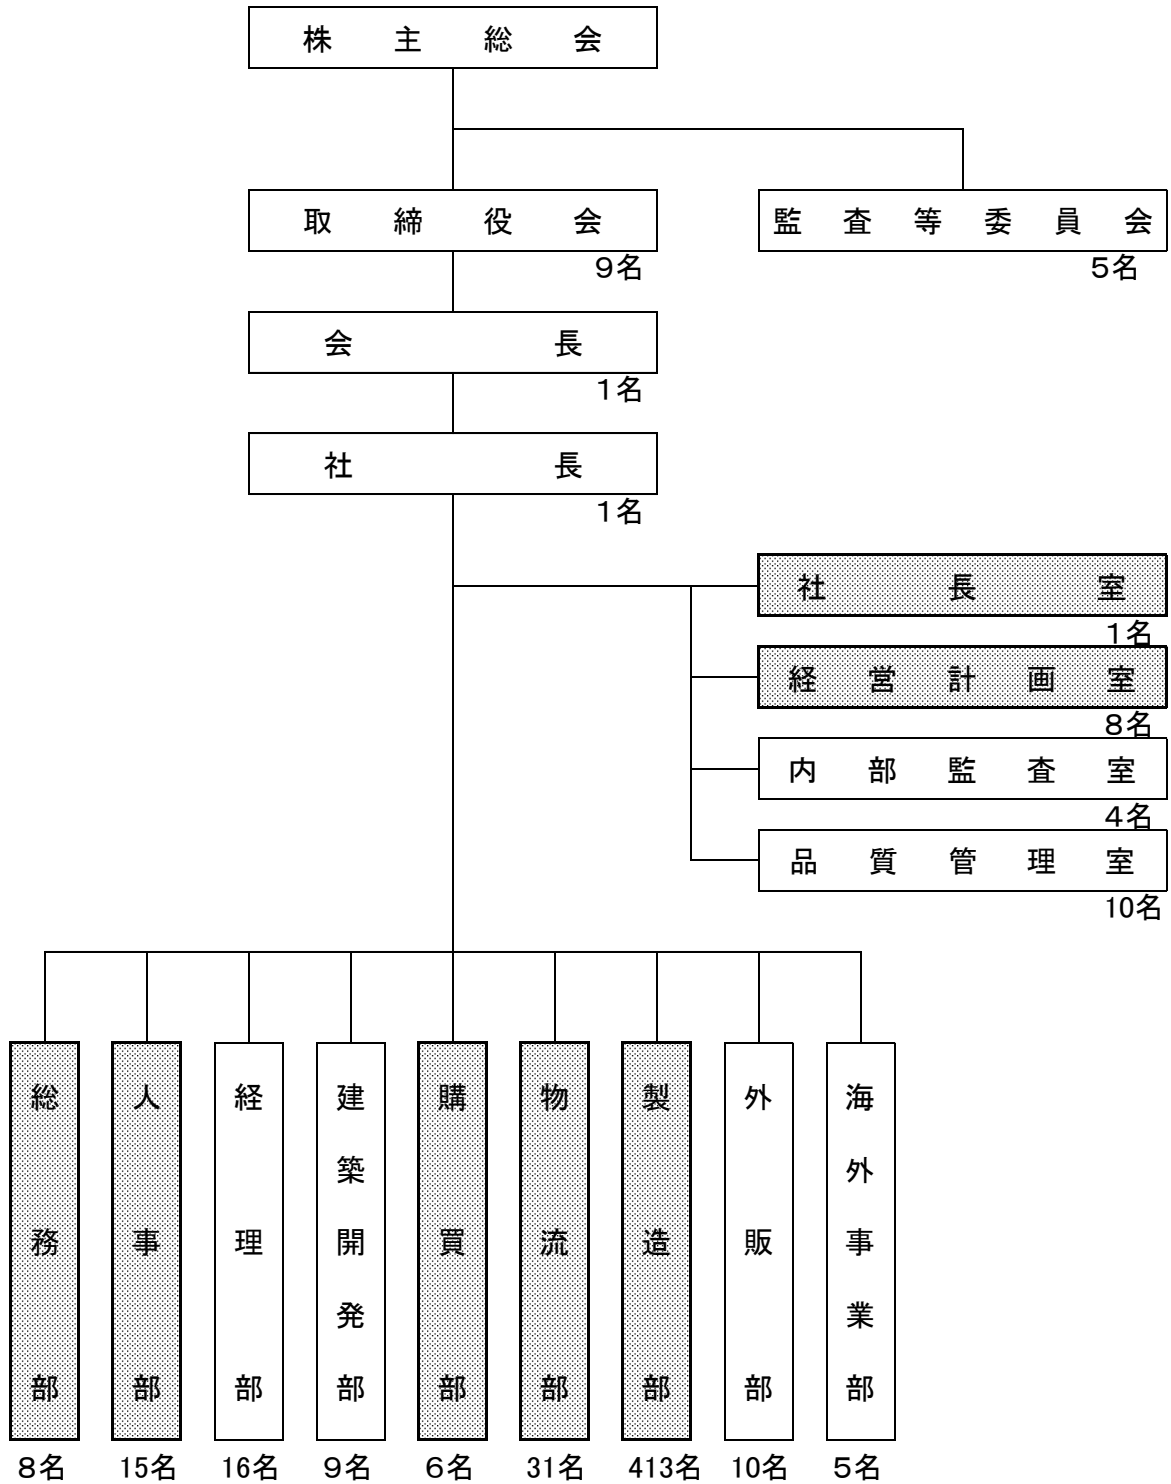 株主総会
取締役会
9名
監査等委員会
5名
会長
1名
社長
1名
社長室
1名
経営計画室
8名
内部監査室
4名
品質管理室
10名
総務部
8名
人事部
15名
経理部
16名
建築開発部
9名
購買部
6名
物流部
31名
製造部
413名
外販部
10名
海外事業部
5名